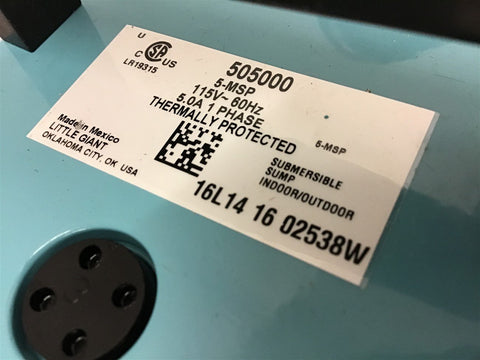 U
C SA US
LR19315
505000
5-MSP
115V~ 60HZ
5.0A 1 PHASE
THERMALLY PROTECTED
5-MSP
Made in Mexico
LITTLE GIANT
OKLAHOMA CITY, OK USA
SUBMERSIBLE
SUMP
INDOOR/OUTDOOR
16L14 16 02538W